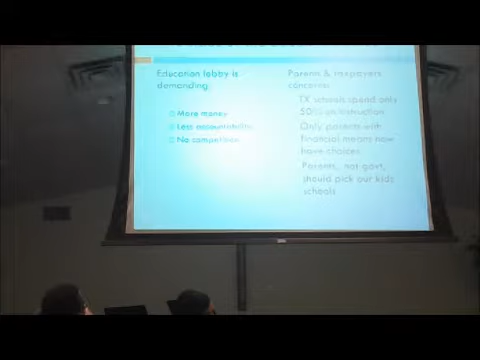 Education lobby is
demanding
More money
Less accountability
No competition
Parents & taxpayers
concerns
TX schools spend only
50% on instruction
Only parents with
financial means now
have choices
Parents, not govt,
should pick our kids
schools